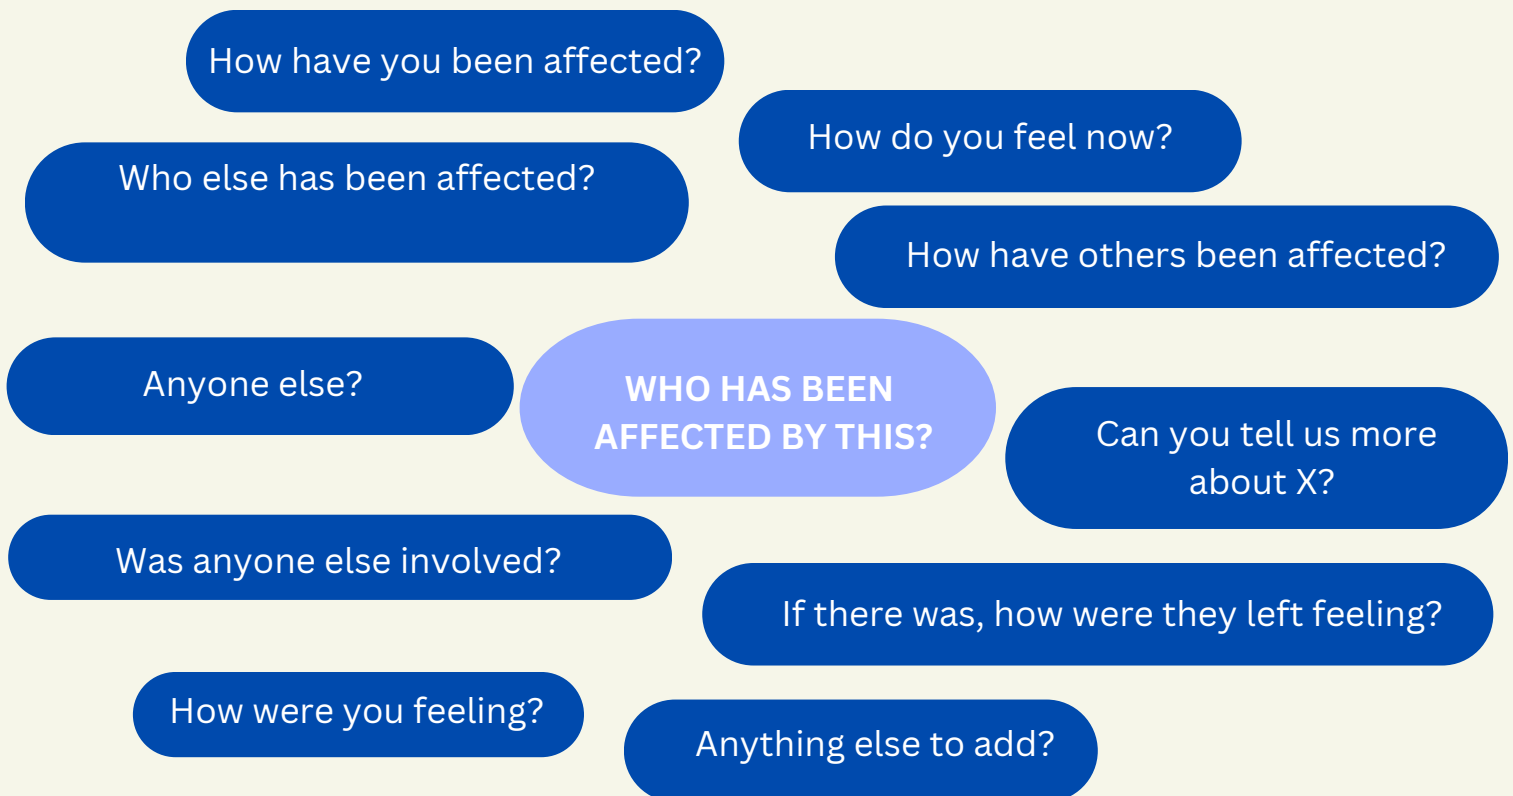 How have you been affected?
How do you feel now?
Who else has been affected?
How have others been affected?
Anyone else?
WHO HAS BEEN
AFFECTED BY THIS?
Can you tell us more
about X?
Was anyone else involved?
If there was, how were they left feeling?
How were you feeling?
Anything else to add?